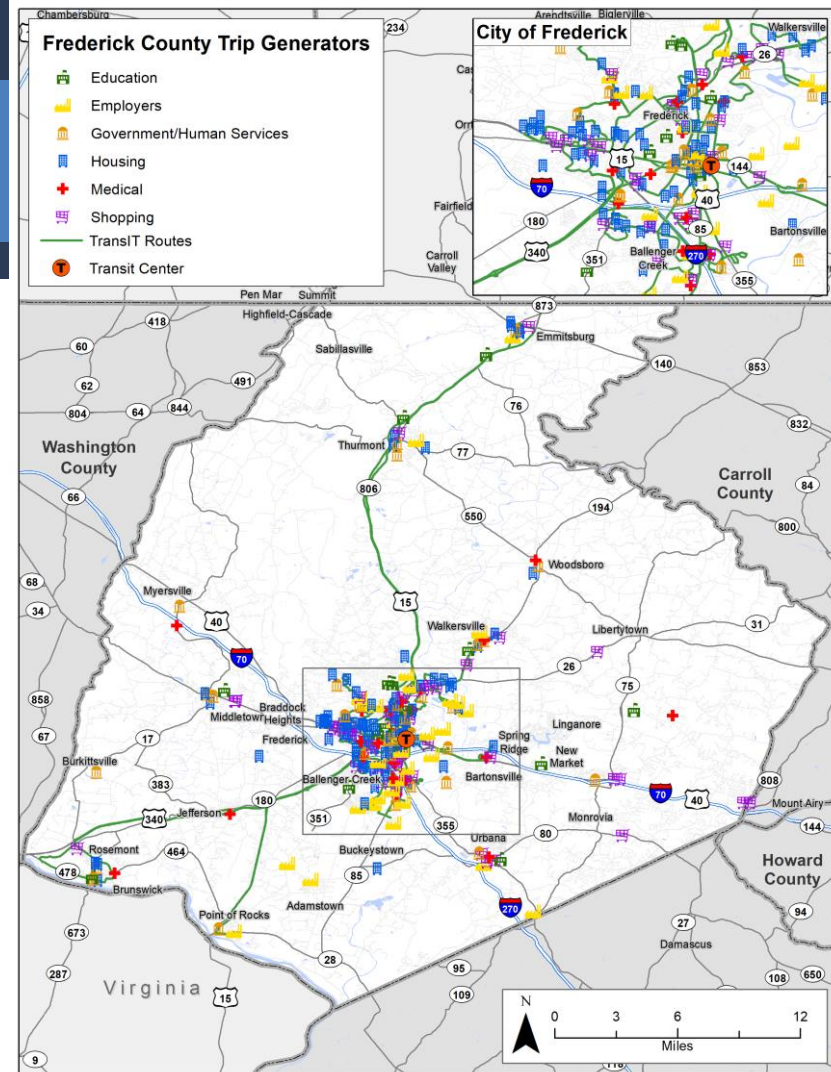 Chambersburg
234
Arendtsville Biglerville
Frederick County Trip Generators
Education
Employers
Government/Human Services
Housing
Medical
Shopping
TransIT Routes
T
Transit Center
City of Frederick
Walkersville
26
Frederick
15
T
144
70
40
180
85
Bartonsville
340
351
Ballenger
Creek
270
355
Fairfield
Carroll
Valley
Pen Mar
Summit
Highfield-Cascade
873
418
Emmitsburg
60
Sabillasville
140
62
491
853
804
64
844
76
832
Washington
County
Thurmont
77
Carroll
County
66
806
84
550
194
800
68
Woodsboro
34
Myersville
15
40
Walkersville
Libertytown
31
70
26
858
75
67
Middletown
Braddock
Heights
Linganore
17
Frederick
T
Spring
Ridge
New
Market
Burkittsville
383
Ballenger Creek
Bartonsville
808
180
70
40
Mount Airy
340
Jefferson
351
355
144
Monrovia
Rosemont
464
Urbana
80
478
Buckeystown
85
Howard
County
Brunswick
270
94
Point of Rocks
Adamstown
673
27
Damascus
28
287
Virginia
95
108
650
15
109
N
0
3
6
12
Miles
9